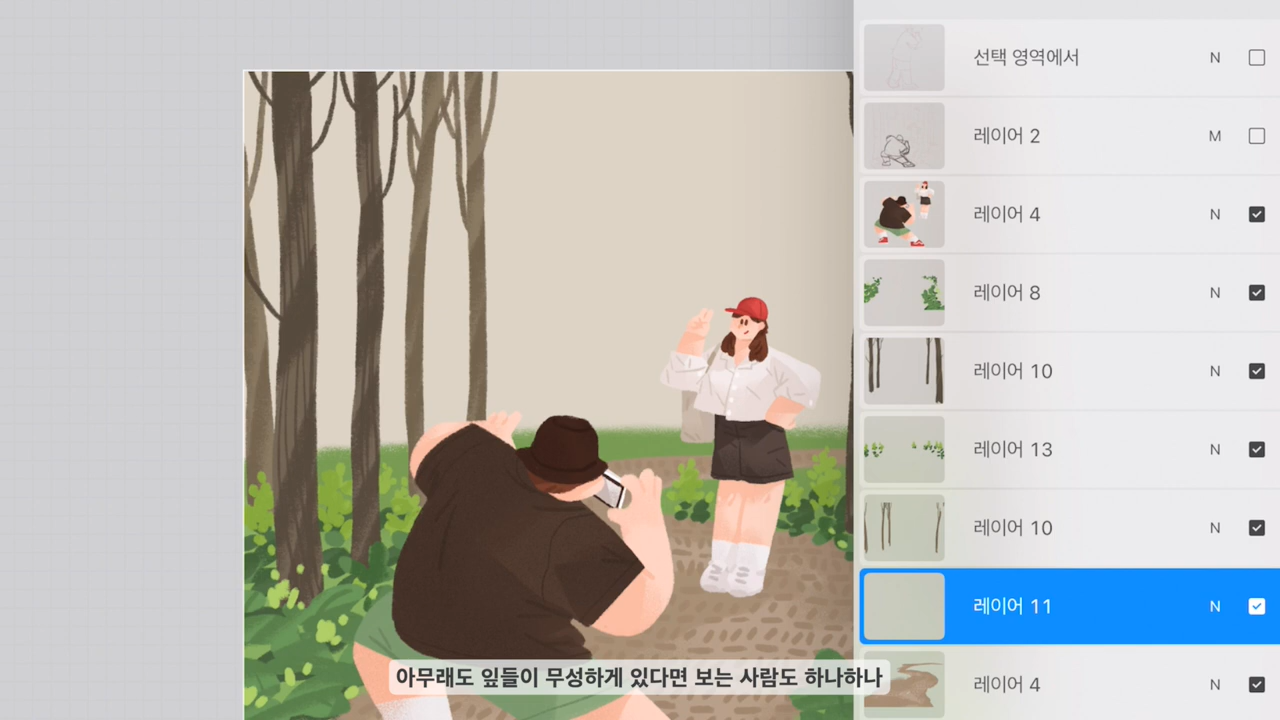 선택 영역에서 N
레이어 2 M
레이어 4 N
레이어 8 N
레이어 10 N
레이어 13 N
레이어 10 N
레이어 11 N
레이어 4 N
아무래도 잎들이 무성하게 있다면 보는 사람도 하나하나